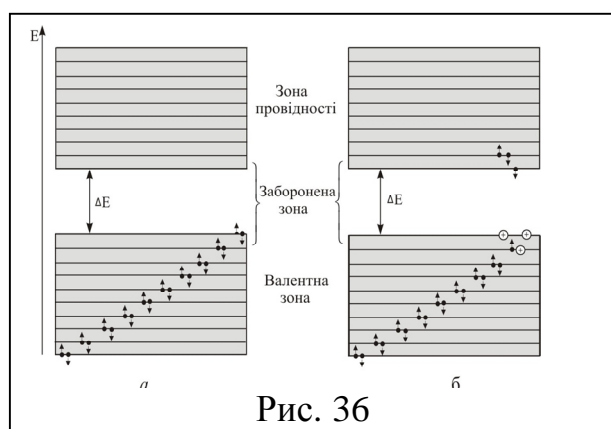 E
Зона
провідності
ΔE
Заборонена
зона
ΔE
Валентна
зона
а
б
Рис. 36